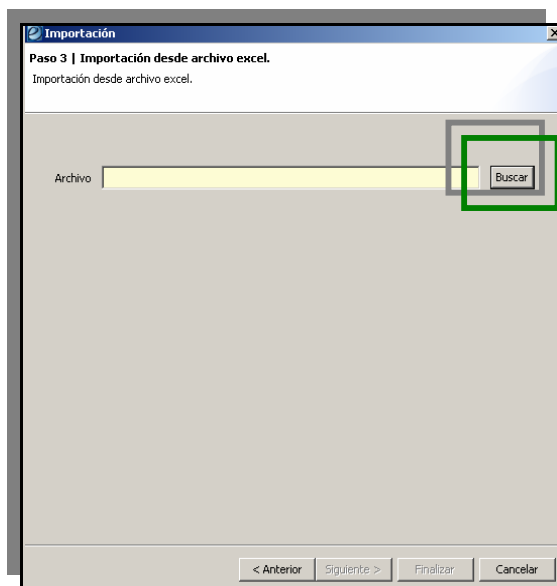 Importación
Paso 3 | Importación desde archivo excel.
Importación desde archivo excel.
Archivo Buscar
< Anterior Siguiente > Finalizar Cancelar